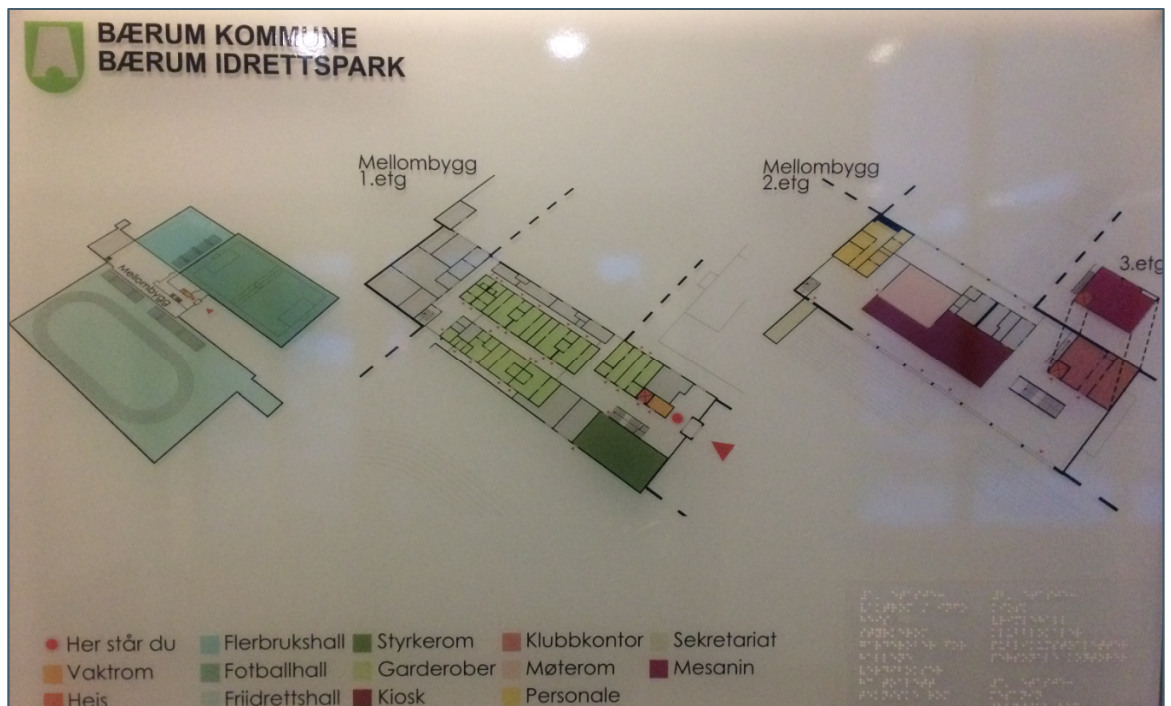 BÆRUM KOMMUNE
BÆRUM IDRETTSPARK
Mellombygg
1.etg
Mellombygg
2.etg
3.etg
Mellombygg
Her står du
Flerbrukshall
Styrkerom
Klubbkontor
Sekretariat
Vaktrom
Fotballhall
Garderober
Møterom
Mesanin
Heis
Friidrettshall
Kiosk
Personale